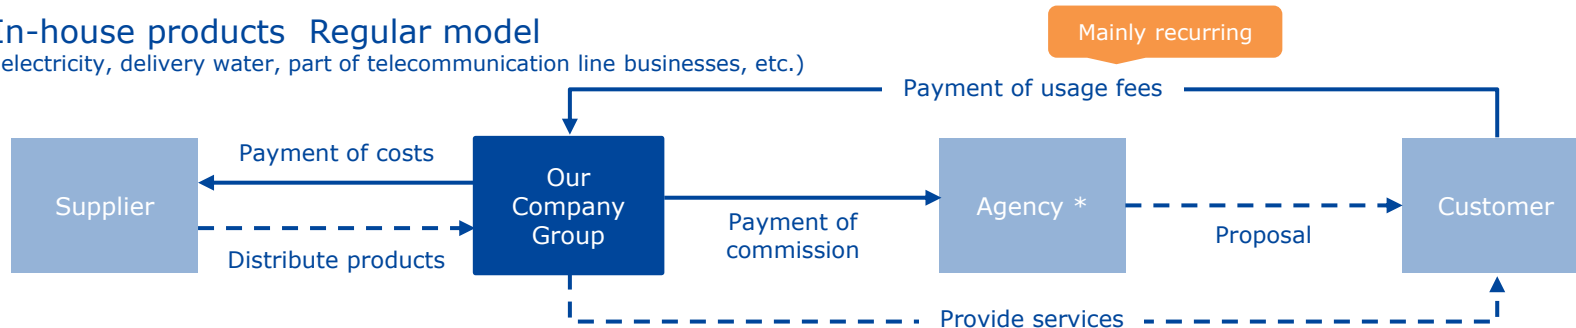 In-house products Regular model
electricity, delivery water, part of telecommunication line businesses, etc.)
Mainly recurring
Payment of usage fees
Supplier
Payment of costs
Distribute products
Our
Company
Group
Payment of
commission
Agency *
Proposal
Customer
Provide services